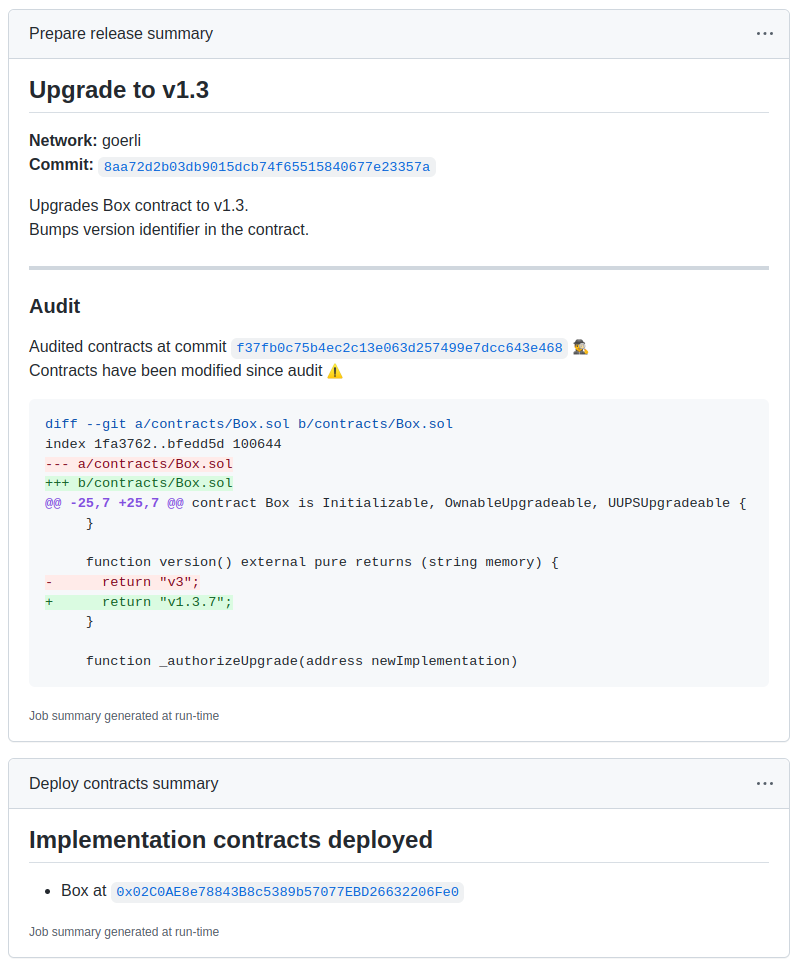 Prepare release summary
Upgrade to v1.3
Network: goerli
Commit: 8aa72d2b03db9015dcb74f65515840677e23357a
Upgrades Box contract to v1.3.
Bumps version identifier in the contract.
Audit
Audited contracts at commit f37fb0c75b4ec2c13e063d257499e7dcc643e468 🕵️
Contracts have been modified since audit ⚠️
diff --git a/contracts/Box.sol b/contracts/Box.sol
index 1fa3762..bfedd5d 100644
--- a/contracts/Box.sol
+++ b/contracts/Box.sol
@@ -25,7 +25,7 @@ contract Box is Initializable, OwnableUpgradeable, UUPSUpgradeable {
     }
     function version() external pure returns (string memory) {
-      return "v3";
+      return "v1.3.7";
     }
     function _authorizeUpgrade(address newImplementation)
Job summary generated at run-time
Deploy contracts summary
Implementation contracts deployed
• Box at 0x02C0AE8e78843B8c5389b57077EBD26632206Fe0
Job summary generated at run-time